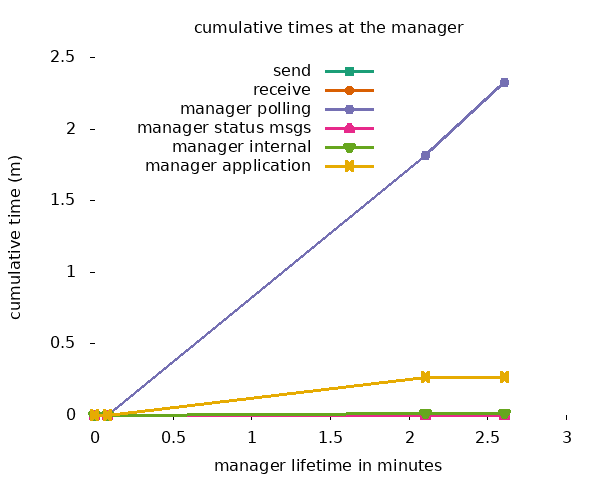 cumulative times at the manager
send
receive
manager polling
manager status msgs
manager internal
manager application
cumulative time (m)
2.5
2
1.5
1
0.5
0
0 0.5 1 1.5 2 2.5 3
manager lifetime in minutes